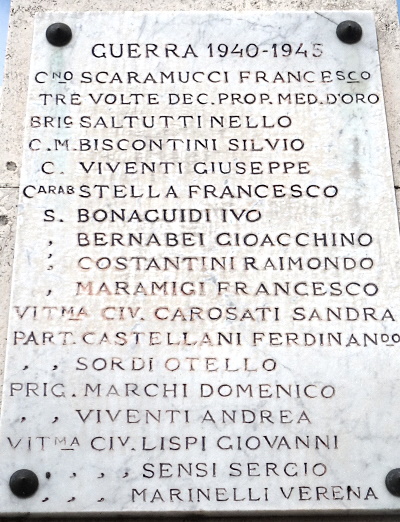 GUERRA 1940-1945
CNO SCARAMUCCI FRANCESCO
TRE VOLTE DEC. PROP. MED. D'ORO
BRIG SALTUTTI NELLO
C.M. BISCONTINI SILVIO
C. VIVENTI GIUSEPPE
CARAB STELLA FRANCESCO
S. BONAGUIDI IVO
, BERNABEI GIOACCHINO
, COSTANTINI RAIMONDO
, MARAMIGI FRANCESCO
VITMA CIV. CAROSATI SANDRA
PART. CASTELLANI FERDINANDO
, , SORDI OTELLO
PRIG. MARCHI DOMENICO
, , VIVENTI ANDREA
VITMA CIV. LISPI GIOVANNI
, , , , SENSI SERGIO
, , , , MARINELLI VERENA